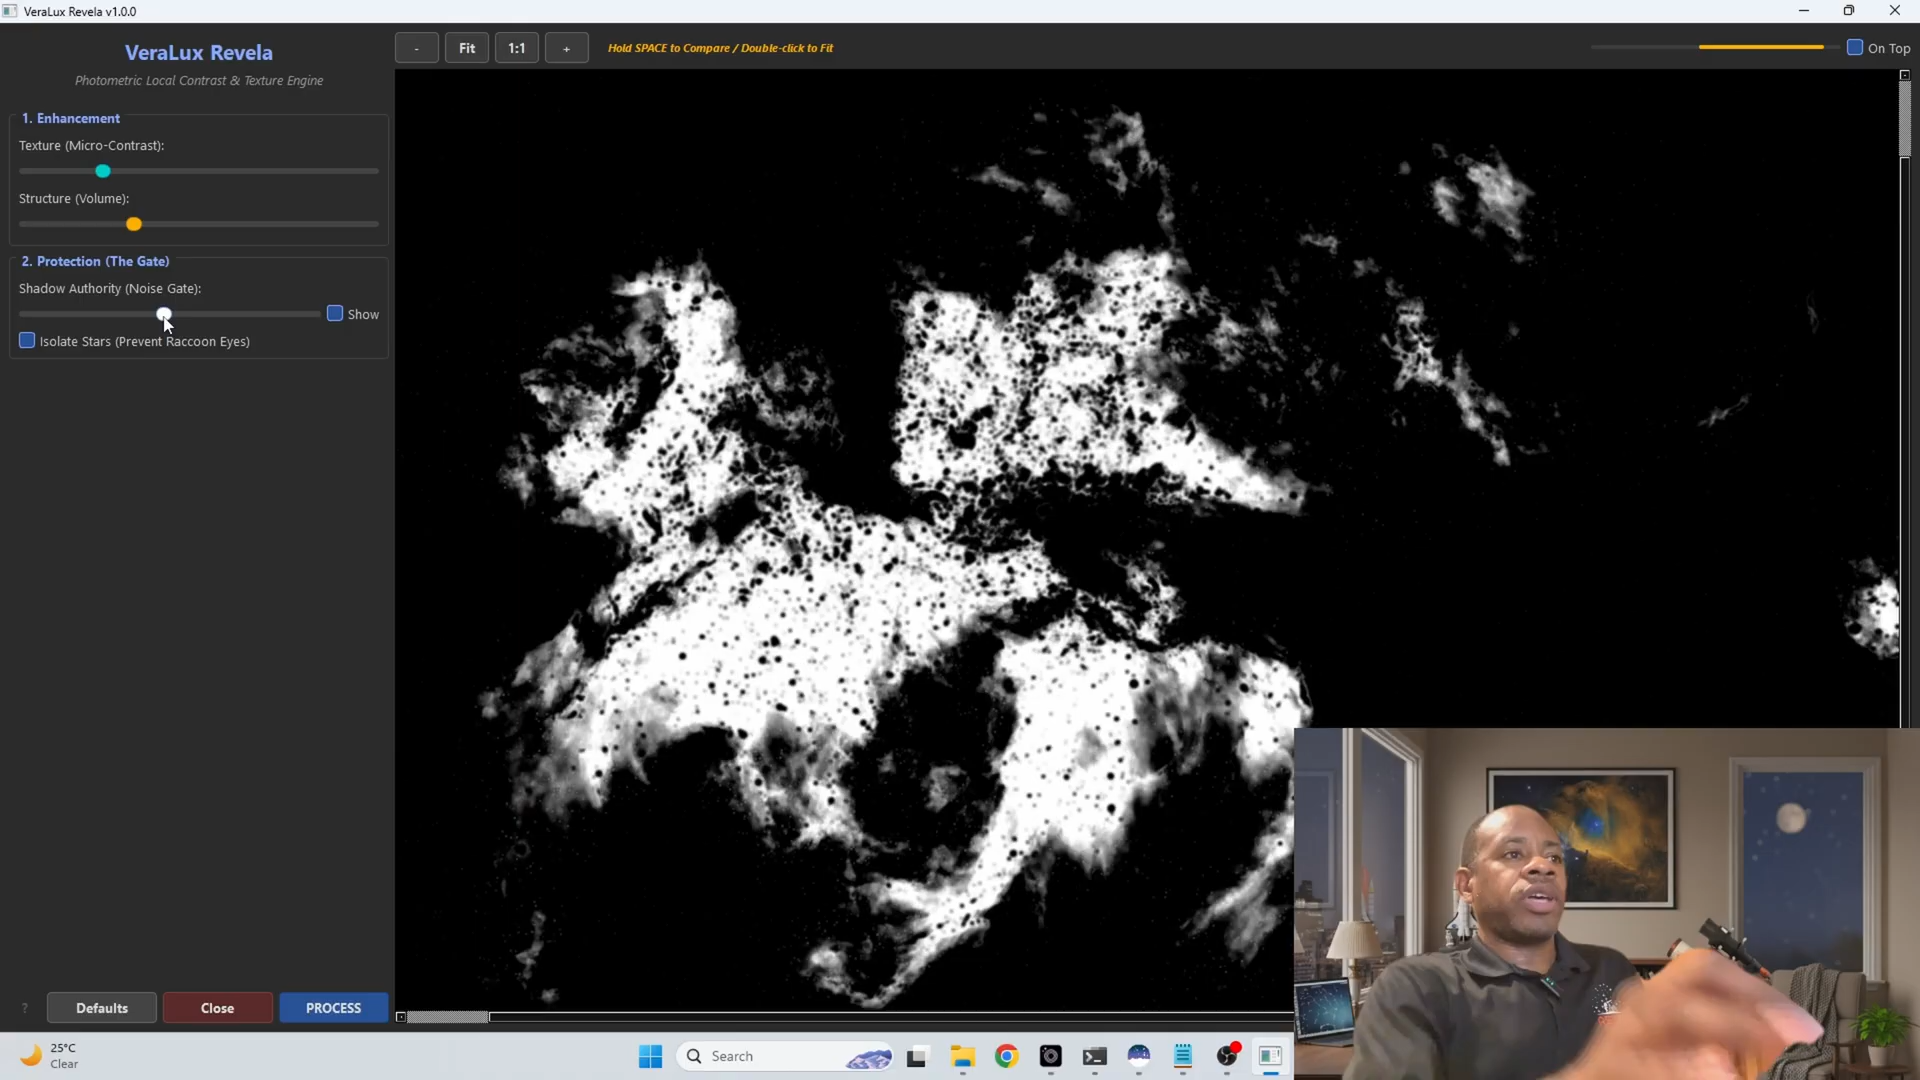 VeraLux Revela v1.0.0
VeraLux Revela
Photometric Local Contrast & Texture Engine
- Fit 1:1 + Hold SPACE to Compare / Double-click to Fit
On Top
1. Enhancement
Texture (Micro-Contrast):
Structure (Volume):
2. Protection (The Gate)
Shadow Authority (Noise Gate):
Show
Isolate Stars (Prevent Raccoon Eyes)
? Defaults Close PROCESS
25°C
Clear
Search